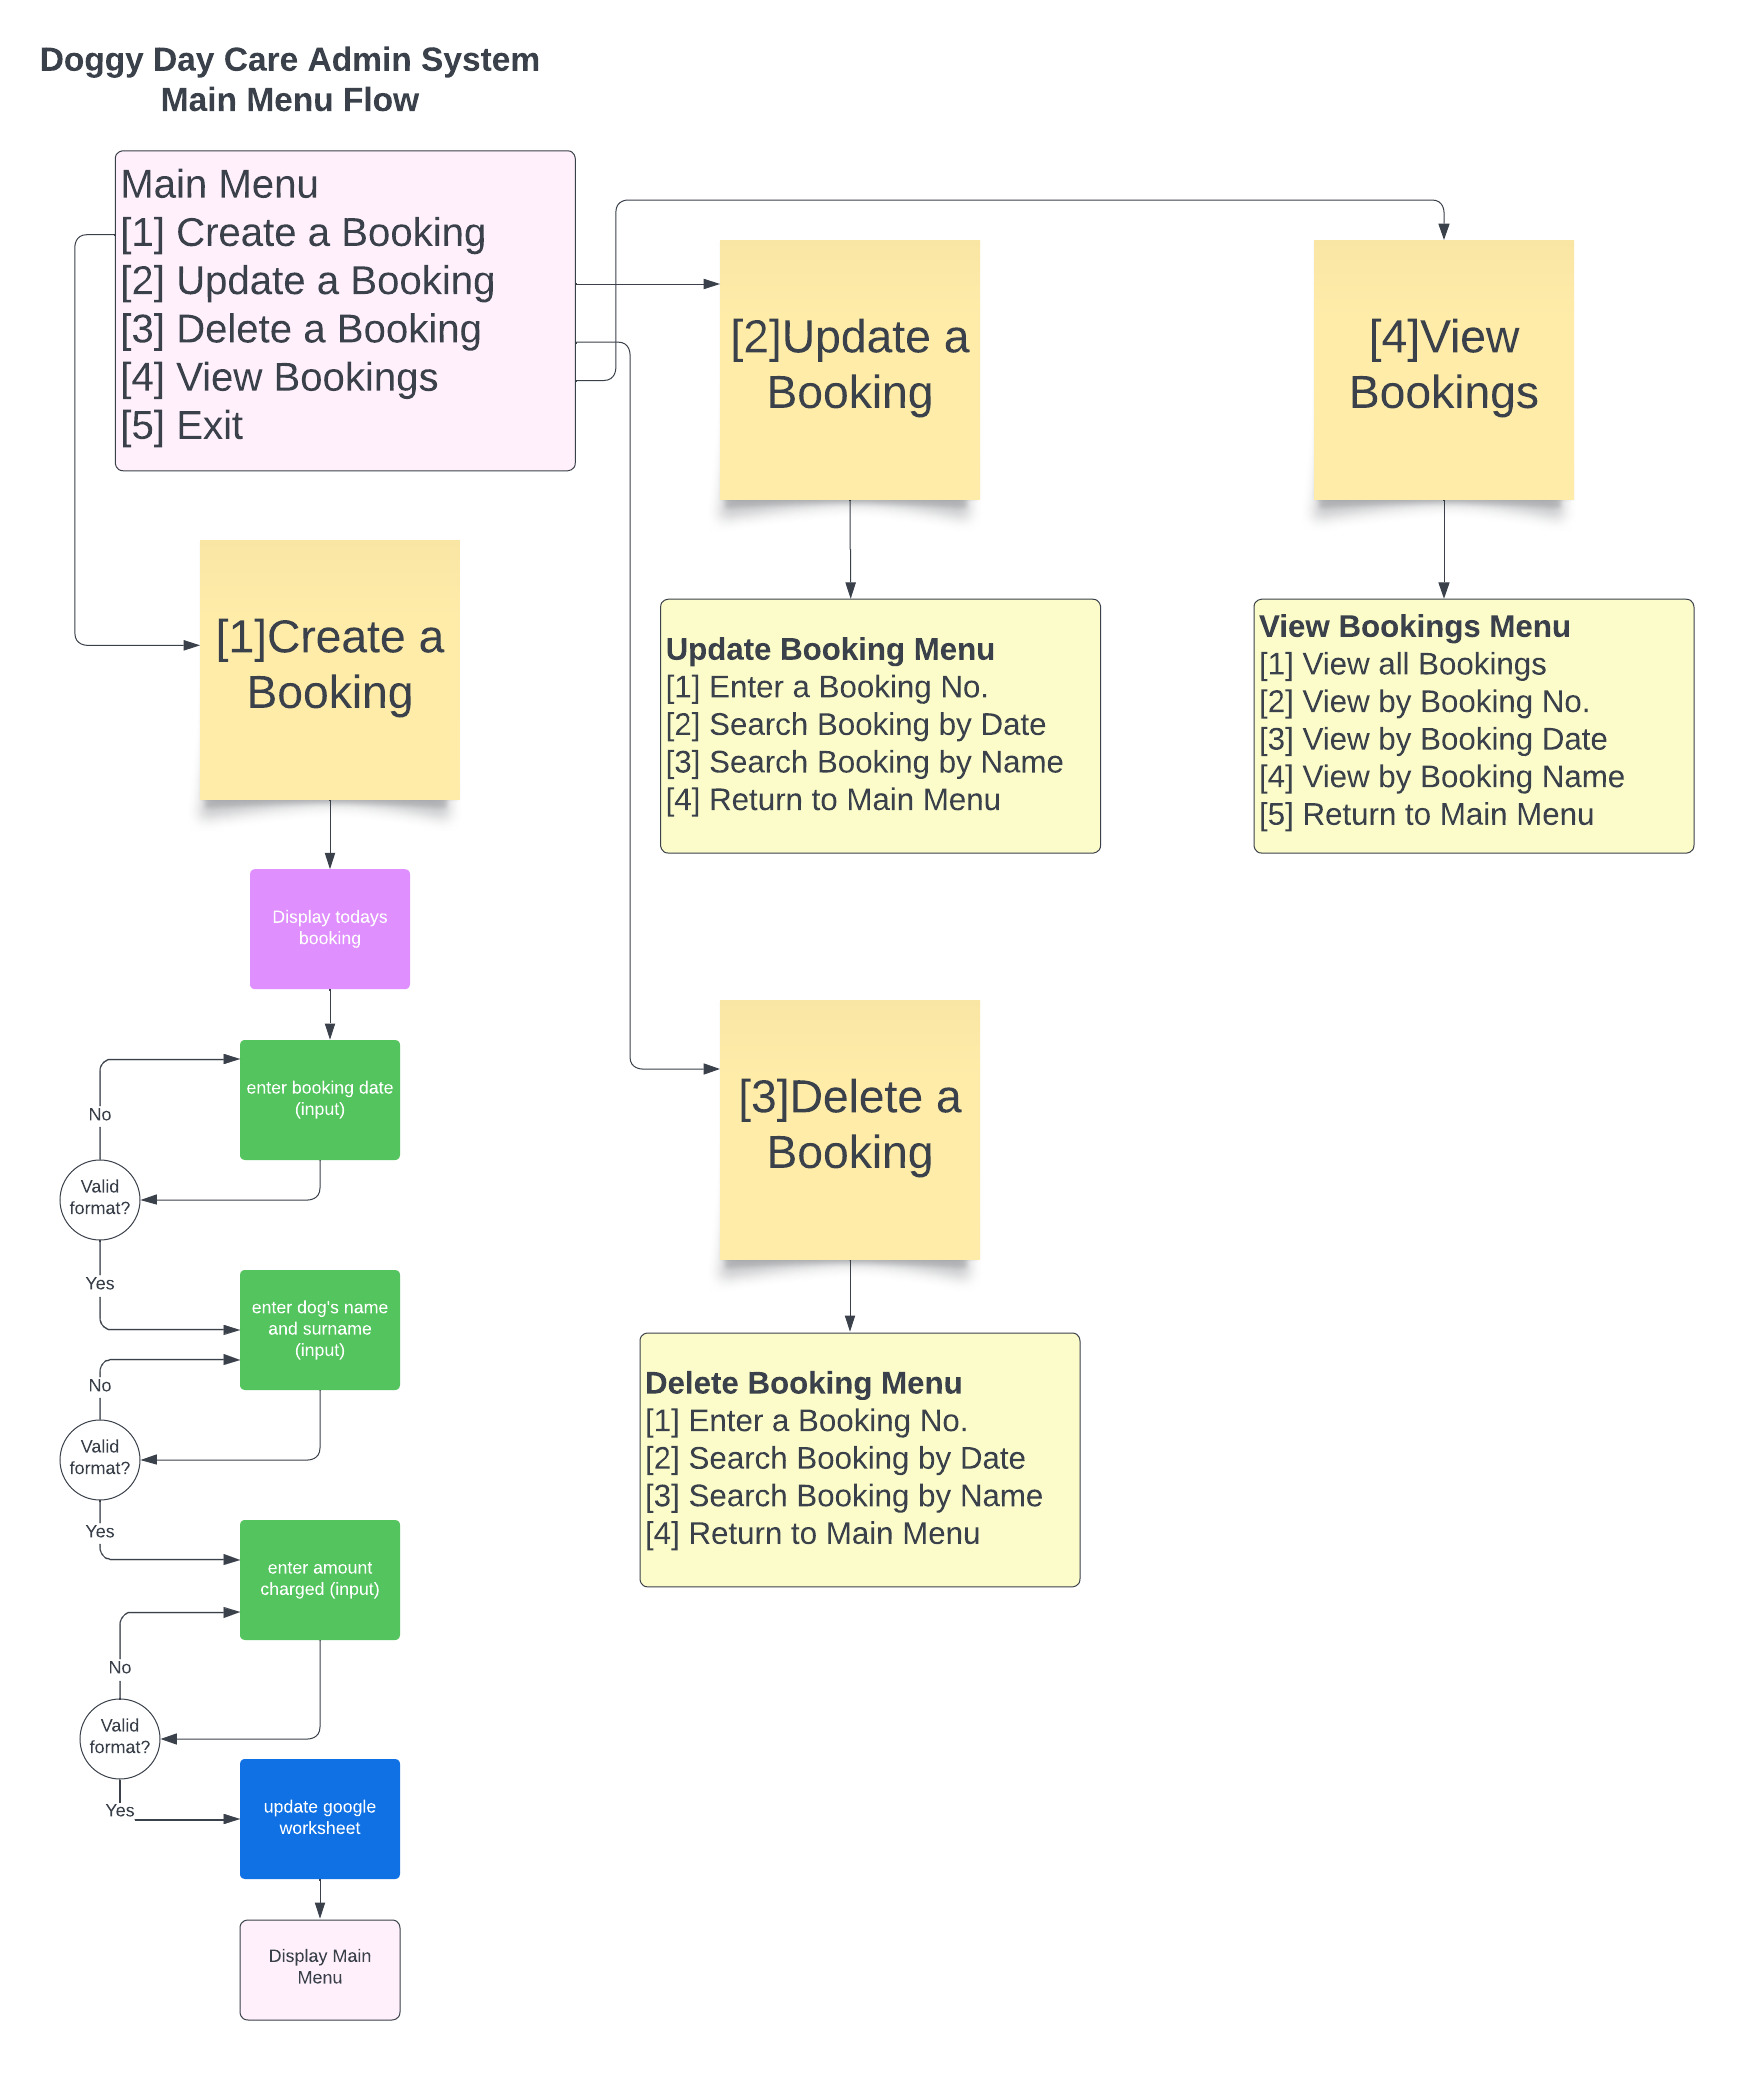 Doggy Day Care Admin System
Main Menu Flow
Main Menu
[1] Create a Booking
[2] Update a Booking
[3] Delete a Booking
[4] View Bookings
[5] Exit
[2]Update a
Booking
[4]View
Bookings
[1]Create a
Booking
Update Booking Menu
[1] Enter a Booking No.
[2] Search Booking by Date
[3] Search Booking by Name
[4] Return to Main Menu
View Bookings Menu
[1] View all Bookings
[2] View by Booking No.
[3] View by Booking Date
[4] View by Booking Name
[5] Return to Main Menu
Display todays
booking
enter booking date
(input)
No
Valid
format?
Yes
enter dog's name
and surname
(input)
No
Valid
format?
Yes
enter amount
charged (input)
No
Valid
format?
Yes
update google
worksheet
Display Main
Menu
[3]Delete a
Booking
Delete Booking Menu
[1] Enter a Booking No.
[2] Search Booking by Date
[3] Search Booking by Name
[4] Return to Main Menu